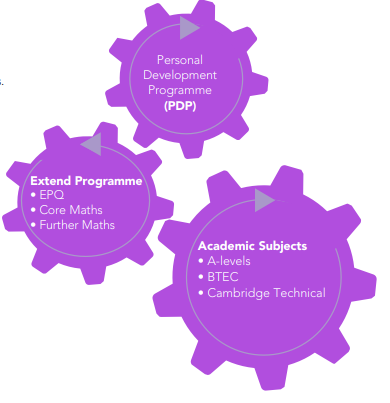 Personal
Development
Programme
(PDP)
Extend Programme
• EPQ
• Core Maths
• Further Maths
Academic Subjects
• A-levels
• BTEC
• Cambridge Technical